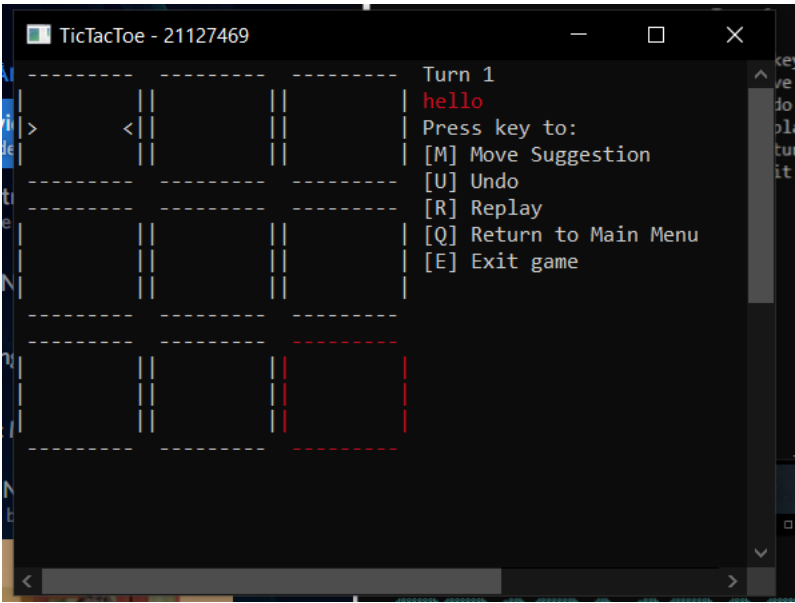 TicTacToe - 21127469
Turn 1
hello
Press key to:
[M] Move Suggestion
[U] Undo
[R] Replay
[Q] Return to Main Menu
[E] Exit game
> <